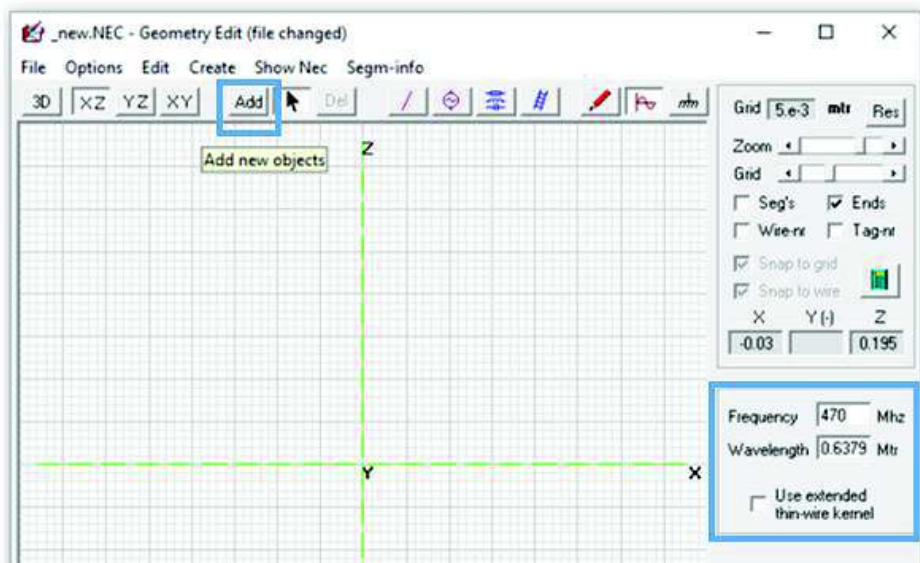 _new.NEC - Geometry Edit (file changed)
File Options Edit Create Show Nec Segm-info
3D XZ YZ XY Add Del
Add new objects
Z
Y
X
Grid 5.e-3 mtr Res
Zoom
Grid
Seg's Ends
Wire-nr Tag-nr
Snap to grid
Snap to wire
X Y (-) Z
-0.03 0.195
Frequency 470 Mhz
Wavelength 0.6379 Mtr
Use extended
thin-wire kernel